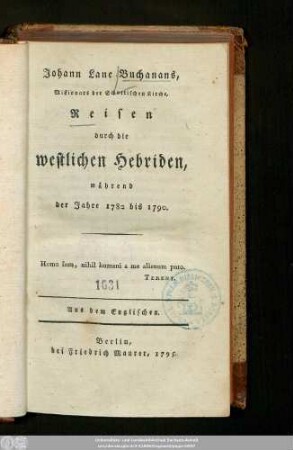 Johann Lane Buchanans,
Missionars der Schottischen Kirche,
Reisen
durch die
westlichen Hebriden,
während
der Jahre 1782 bis 1790.
Homo sum, nihil humani a me alienum puto.
Terenz.
1631
Aus dem Englischen.
Berlin,
bei Friedrich Maurer, 1795.